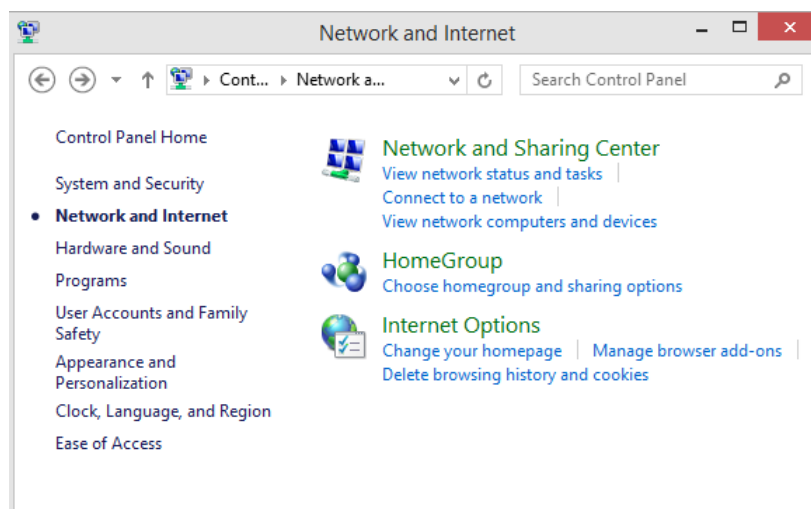 Network and Internet
Cont... Network a... Search Control Panel
Control Panel Home
System and Security
Network and Internet
Hardware and Sound
Programs
User Accounts and Family
Safety
Appearance and
Personalization
Clock, Language, and Region
Ease of Access
Network and Sharing Center
View network status and tasks
Connect to a network
View network computers and devices
HomeGroup
Choose homegroup and sharing options
Internet Options
Change your homepage Manage browser add-ons
Delete browsing history and cookies